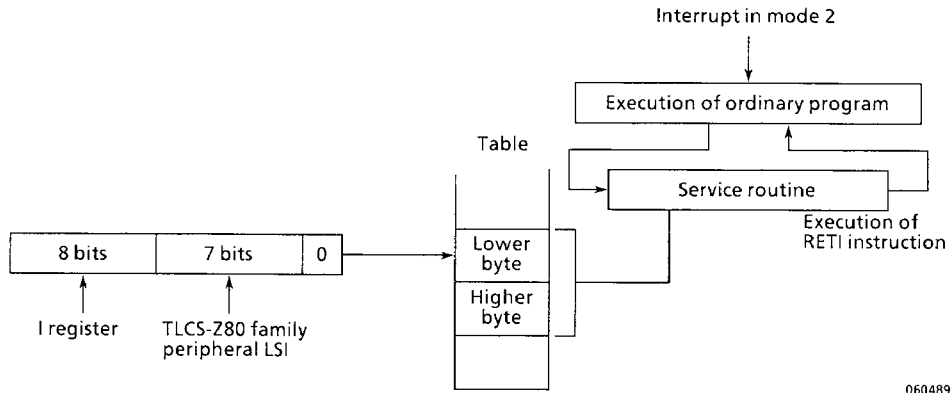 Interrupt in mode 2
Execution of ordinary program
Table
Service routine
Execution of
RETI instruction
8 bits
7 bits
0
Lower
byte
Higher
byte
I register
TLCS-Z80 family
peripheral LSI
060489